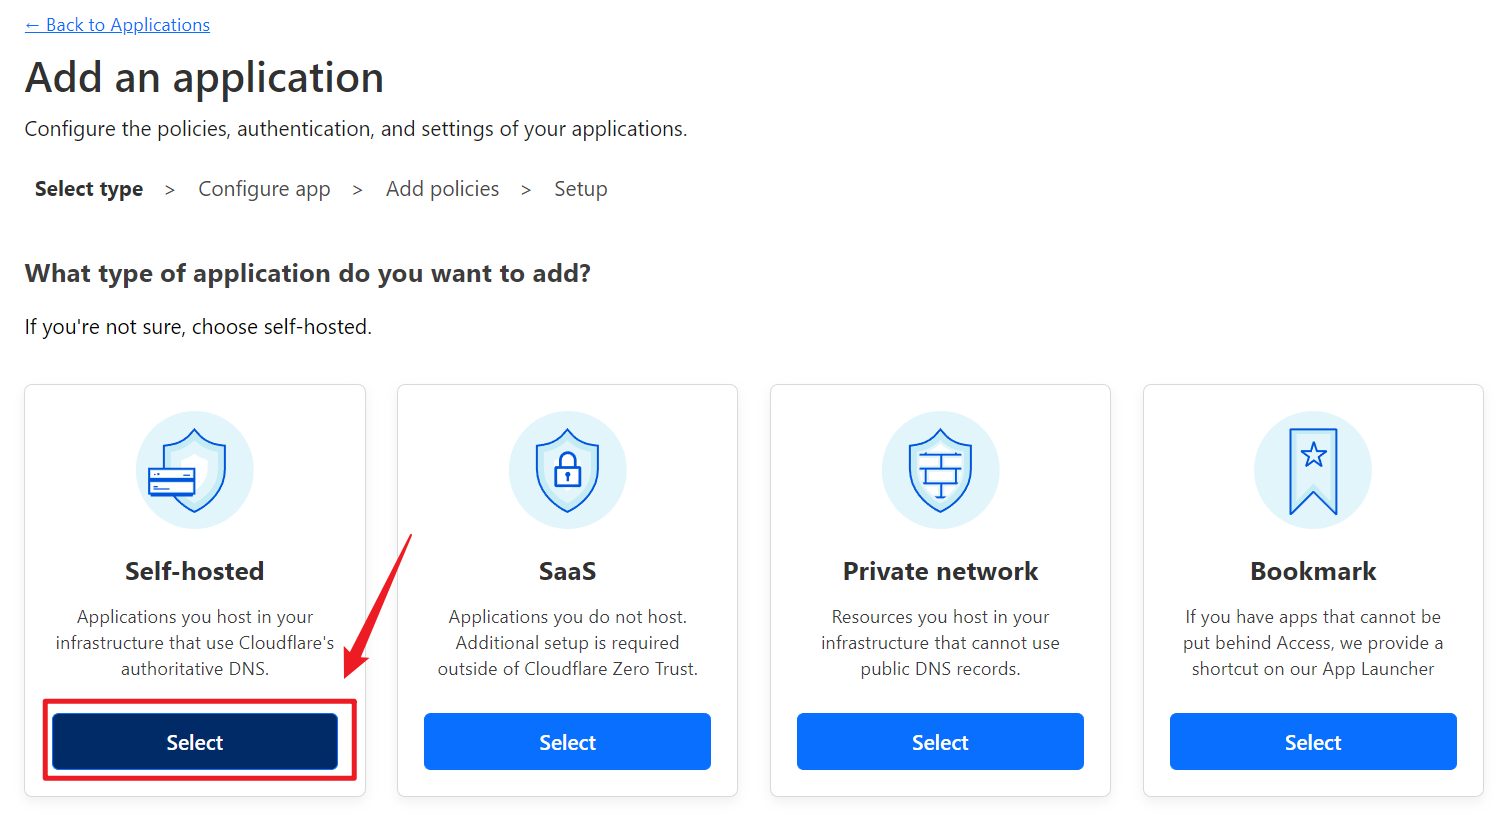 ← Back to Applications
Add an application
Configure the policies, authentication, and settings of your applications.
Select type > Configure app > Add policies > Setup
What type of application do you want to add?
If you're not sure, choose self-hosted.
Self-hosted
Applications you host in your
infrastructure that use Cloudflare's
authoritative DNS.
Select
SaaS
Applications you do not host.
Additional setup is required
outside of Cloudflare Zero Trust.
Select
Private network
Resources you host in your
infrastructure that cannot use
public DNS records.
Select
Bookmark
If you have apps that cannot be
put behind Access, we provide a
shortcut on our App Launcher
Select